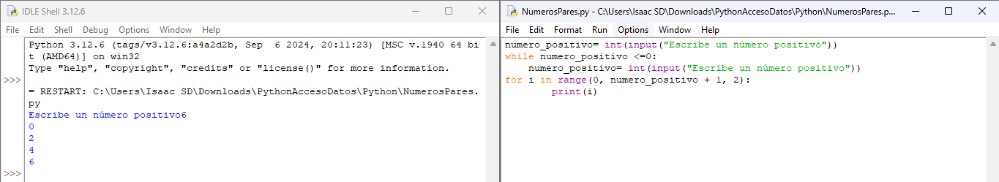 IDLE Shell 3.12.6
File Edit Shell Debug Options Window Help
Python 3.12.6 (tags/v3.12.6:a4a2d2b, Sep  6 2024, 20:11:23) [MSC v.1940 64 bi
t (AMD64)] on win32
Type "help", "copyright", "credits" or "license()" for more information.
>>>
= RESTART: C:\Users\Isaac SD\Downloads\PythonAccesoDatos\Python\NumerosPares.
py
Escribe un número positivo6
0
2
4
6
>>>
NumerosPares.py - C:\Users\Isaac SD\Downloads\PythonAccesoDatos\Python\NumerosPares.p...
File Edit Format Run Options Window Help
numero_positivo= int(input("Escribe un número positivo"))
while numero_positivo <=0:
    numero_positivo= int(input("Escribe un número positivo"))
for i in range(0, numero_positivo + 1, 2):
        print(i)